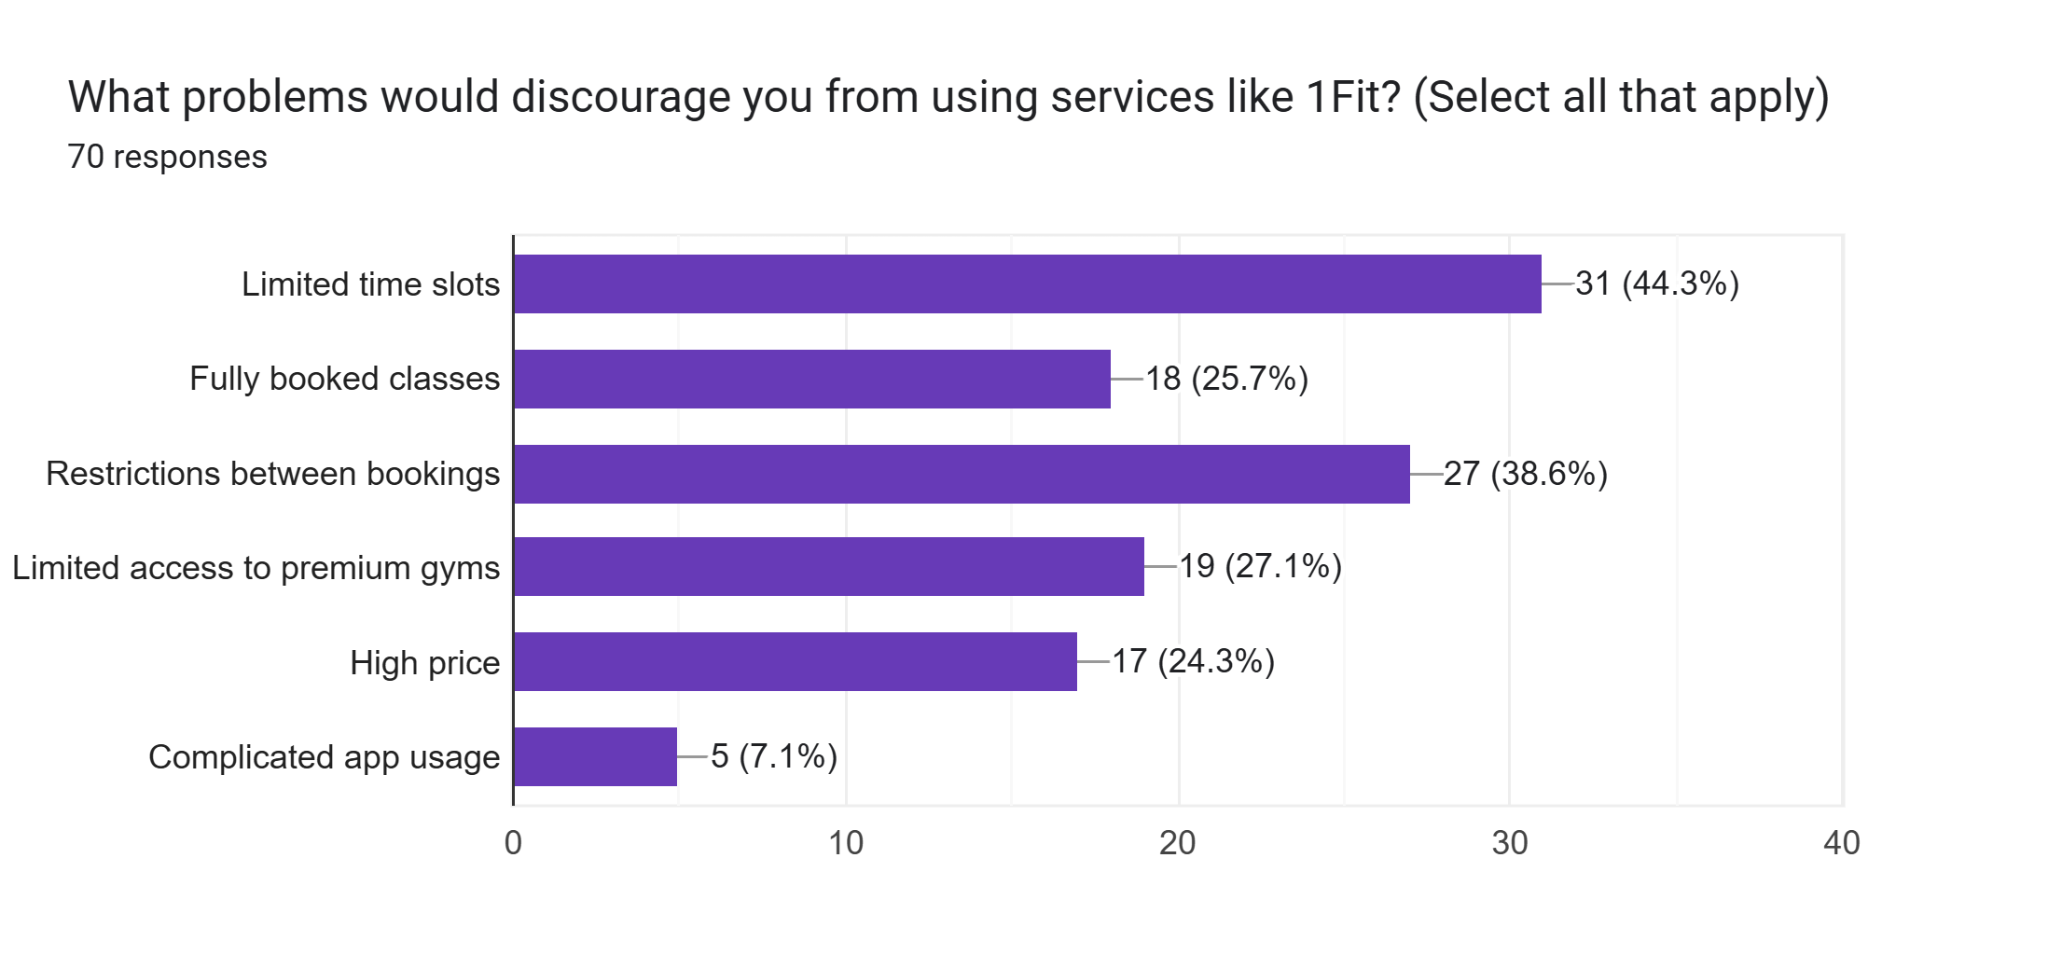 What problems would discourage you from using services like 1Fit? (Select all that apply)
70 responses
Limited time slots
31 (44.3%)
Fully booked classes
18 (25.7%)
Restrictions between bookings
27 (38.6%)
Limited access to premium gyms
19 (27.1%)
High price
17 (24.3%)
Complicated app usage
5 (7.1%)
0 10 20 30 40